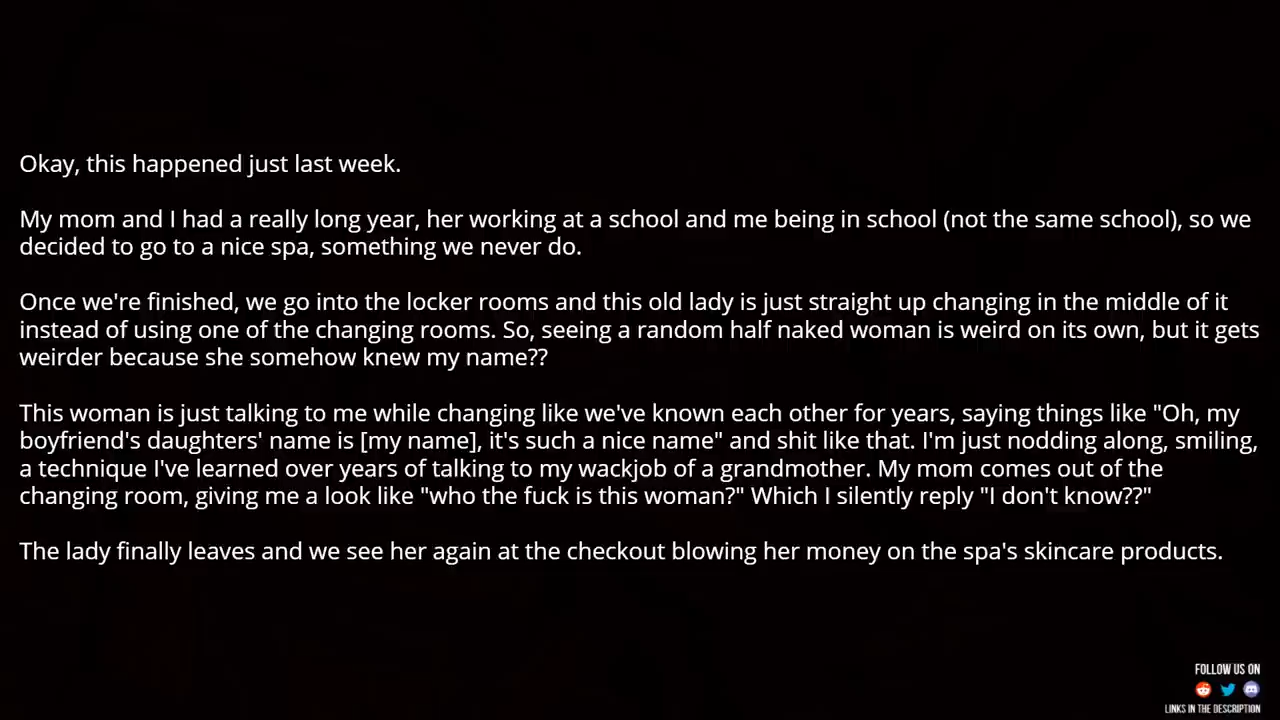 Okay, this happened just last week.
My mom and I had a really long year, her working at a school and me being in school (not the same school), so we
decided to go to a nice spa, something we never do.
Once we're finished, we go into the locker rooms and this old lady is just straight up changing in the middle of it
instead of using one of the changing rooms. So, seeing a random half naked woman is weird on its own, but it gets
weirder because she somehow knew my name??
This woman is just talking to me while changing like we've known each other for years, saying things like "Oh, my
boyfriend's daughters' name is [my name], it's such a nice name" and shit like that. I'm just nodding along, smiling,
a technique I've learned over years of talking to my wackjob of a grandmother. My mom comes out of the
changing room, giving me a look like "who the fuck is this woman?" Which I silently reply "I don't know??"
The lady finally leaves and we see her again at the checkout blowing her money on the spa's skincare products.
FOLLOW US ON
LINKS IN THE DESCRIPTION